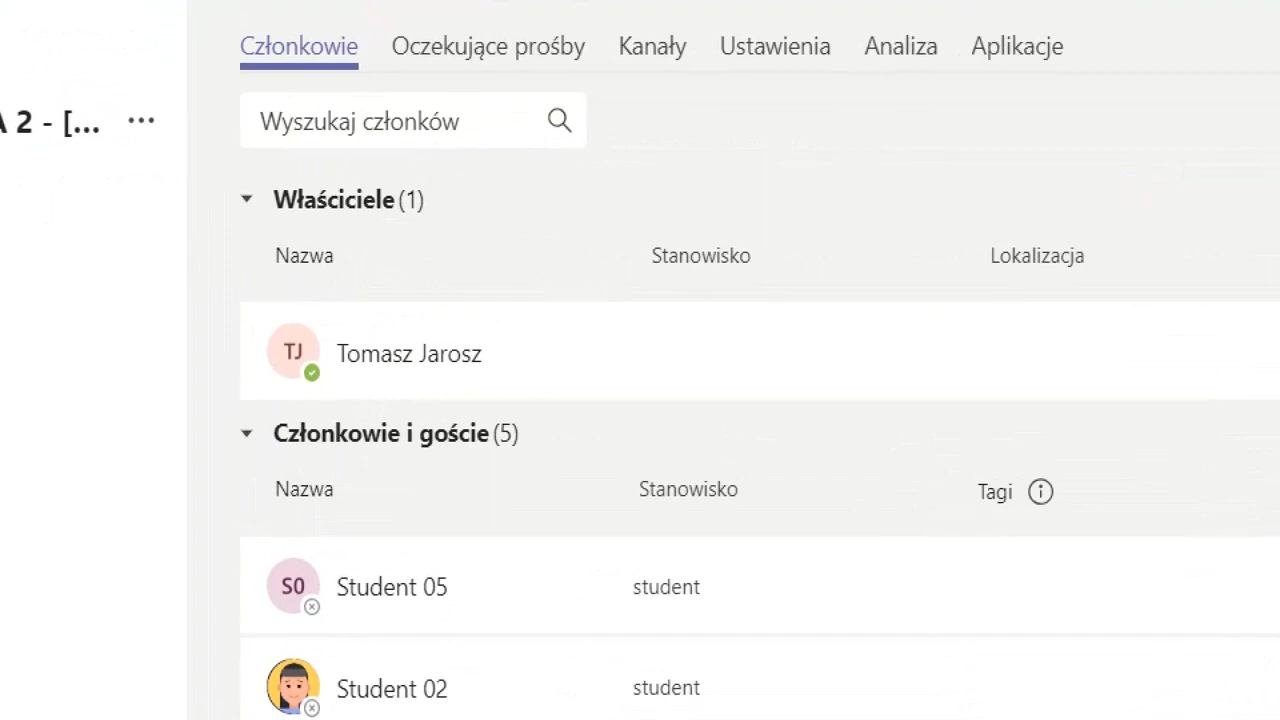 Członkowie Oczekujące prośby Kanały Ustawienia Analiza Aplikacje
A 2 - [... ...
Wyszukaj członków
Właściciele (1)
Nazwa Stanowisko Lokalizacja
TJ Tomasz Jarosz
Członkowie i goście (5)
Nazwa Stanowisko Tagi
S0 Student 05 student
Student 02 student